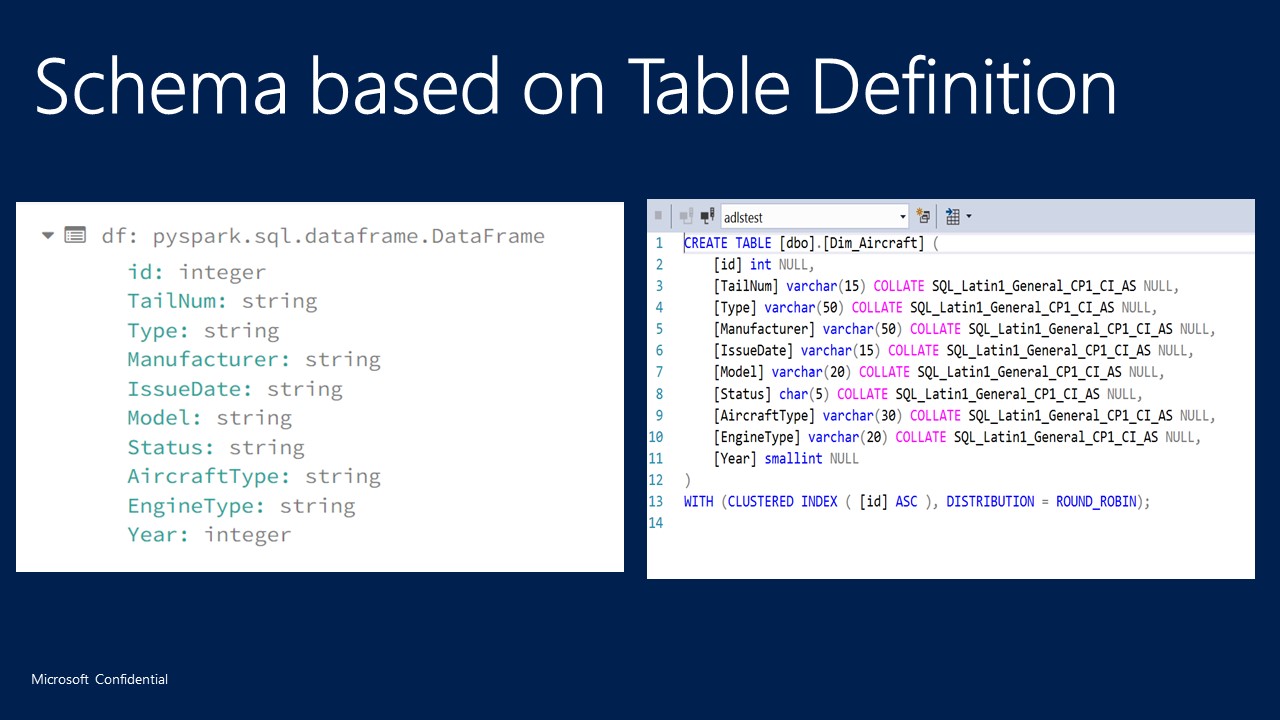 Schema based on Table Definition
df: pyspark.sql.dataframe.DataFrame
id: integer
TailNum: string
Type: string
Manufacturer: string
IssueDate: string
Model: string
Status: string
AircraftType: string
EngineType: string
Year: integer
adlstest
1 CREATE TABLE [dbo].[Dim_Aircraft] (
2 [id] int NULL,
3 [TailNum] varchar(15) COLLATE SQL_Latin1_General_CP1_CI_AS NULL,
4 [Type] varchar(50) COLLATE SQL_Latin1_General_CP1_CI_AS NULL,
5 [Manufacturer] varchar(50) COLLATE SQL_Latin1_General_CP1_CI_AS NULL,
6 [IssueDate] varchar(15) COLLATE SQL_Latin1_General_CP1_CI_AS NULL,
7 [Model] varchar(20) COLLATE SQL_Latin1_General_CP1_CI_AS NULL,
8 [Status] char(5) COLLATE SQL_Latin1_General_CP1_CI_AS NULL,
9 [AircraftType] varchar(30) COLLATE SQL_Latin1_General_CP1_CI_AS NULL,
10 [EngineType] varchar(20) COLLATE SQL_Latin1_General_CP1_CI_AS NULL,
11 [Year] smallint NULL
12 )
13 WITH (CLUSTERED INDEX ( [id] ASC ), DISTRIBUTION = ROUND_ROBIN);
14
Microsoft Confidential